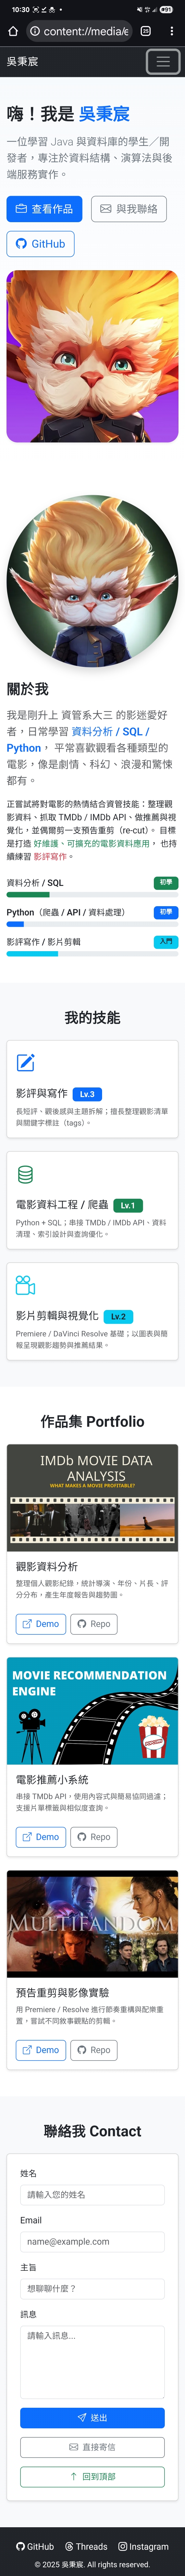 10:30
91
content://media/e
25
吳秉宸
嗨！我是 吳秉宸
一位學習 Java 與資料庫的學生／開
發者，專注於資料結構、演算法與後
端服務實作。
查看作品
與我聯絡
GitHub
關於我
我是剛升上 資管系大三 的影迷愛好
者，日常學習 資料分析 / SQL /
Python， 平常喜歡觀看各種類型的
電影，像是劇情、科幻、浪漫和驚悚
都有。
正嘗試將對電影的熱情結合資管技能：整理觀
影資料、抓取 TMDb / IMDb API、做推薦與視
覺化，並偶爾剪一支預告重剪（re-cut）。 目標
是打造 好維護、可擴充的電影資料應用， 也持
續練習 影評寫作。
資料分析 / SQL
初學
Python（爬蟲 / API / 資料處理）
初學
影評寫作 / 影片剪輯
入門
我的技能
影評與寫作 Lv.3
長短評、觀後感與主題拆解；擅長整理觀影清單
與關鍵字標註（tags）。
電影資料工程 / 爬蟲 Lv.1
Python + SQL；串接 TMDb / IMDb API、資料
清理、索引設計與查詢優化。
影片剪輯與視覺化 Lv.2
Premiere / DaVinci Resolve 基礎；以圖表與簡
報呈現觀影趨勢與推薦結果。
作品集 Portfolio
IMDb MOVIE DATA
ANALYSIS
WHAT MAKES A MOVIE PROFITABLE?
觀影資料分析
整理個人觀影紀錄，統計導演、年份、片長、評
分分布，產生年度報告與趨勢圖。
Demo
Repo
MOVIE RECOMMENDATION
ENGINE
電影推薦小系統
串接 TMDb API，使用內容式與簡易協同過濾；
支援片單標籤與相似度查詢。
Demo
Repo
MULTIFANDOM
預告重剪與影像實驗
用 Premiere / Resolve 進行節奏重構與配樂重
置，嘗試不同敘事觀點的剪輯。
Demo
Repo
聯絡我 Contact
姓名
請輸入您的姓名
Email
name@example.com
主旨
想聊聊什麼？
訊息
請輸入訊息...
送出
直接寄信
回到頂部
GitHub
Threads
Instagram
© 2025 吳秉宸. All rights reserved.